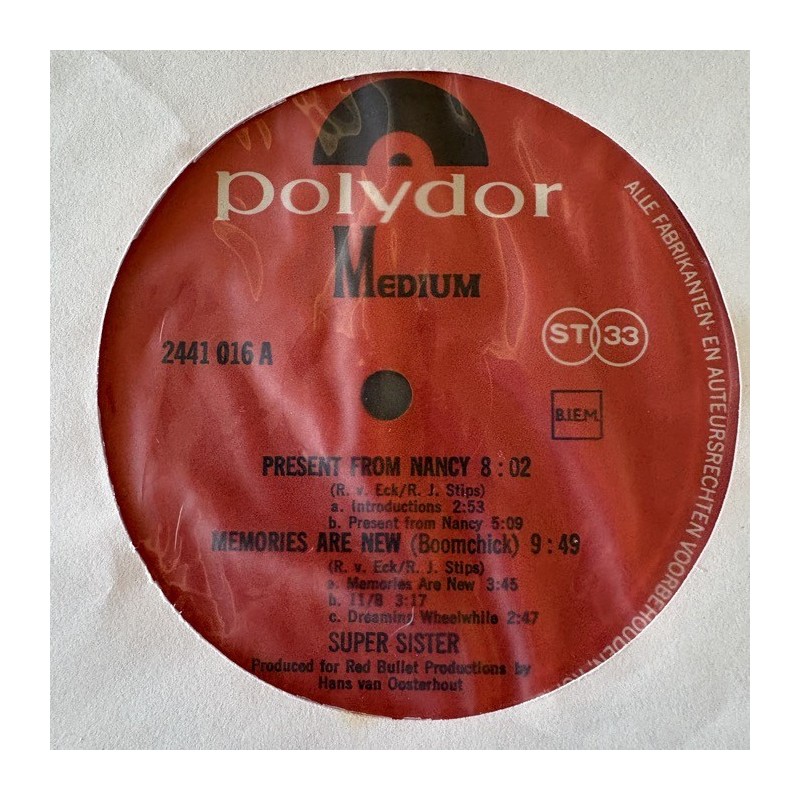 polydor
MEDIUM
2441 016 A
ST 33
B.I.E.M.
PRESENT FROM NANCY 8 : 02
(R. v. Eck/R. J. Stips)
a. Introductions 2:53
b. Present from Nancy 5:09
MEMORIES ARE NEW (Boomchick) 9 : 49
(R. v. Eck/R. J. Stips)
a. Memories Are New 3:45
b. 11/8 3:17
c. Dreaming Wheelwhile 2:47
SUPER SISTER
Produced for Red Bullet Productions by
Hans van Oosterhout
ALLE FABRIKANTEN- EN AUTEURSRECHTEN VOORBEHOUDEN.